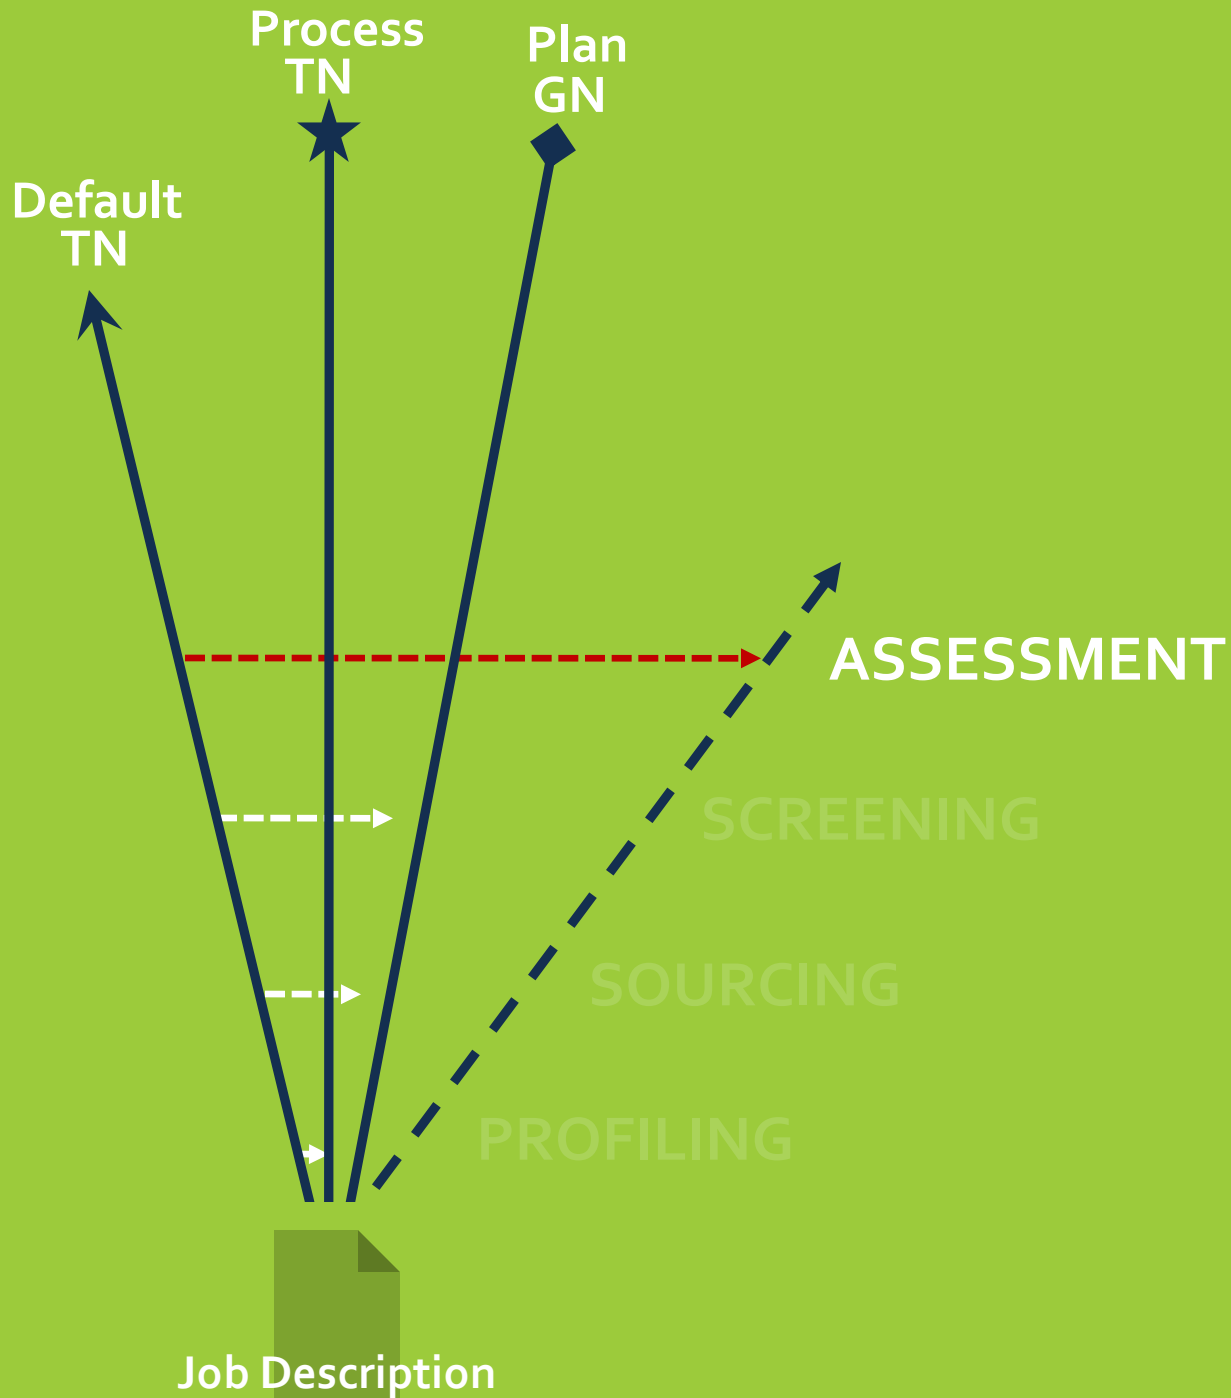 Process
TN
Plan
GN
Default
TN
ASSESSMENT
SCREENING
SOURCING
PROFILING
Job Description